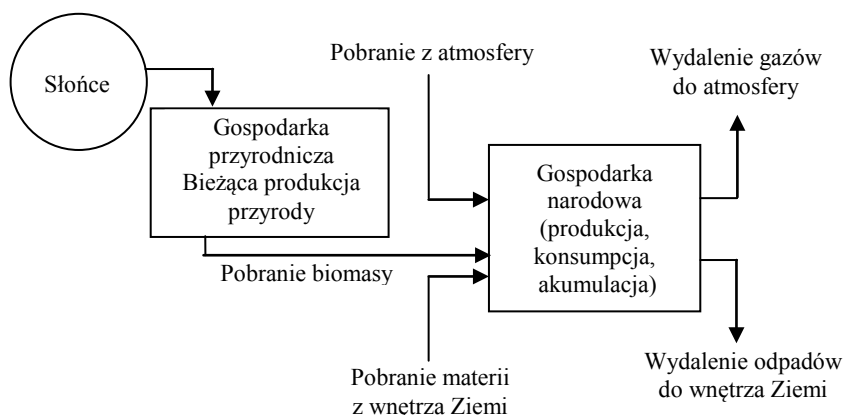 Słońce
Gospodarka
przyrodnicza
Bieżąca produkcja
przyrody
Pobranie z atmosfery
Wydalenie gazów
do atmosfery
Gospodarka
narodowa
(produkcja,
konsumpcja,
akumulacja)
Pobranie biomasy
Pobranie materii
z wnętrza Ziemi
Wydalenie odpadów
do wnętrza Ziemi